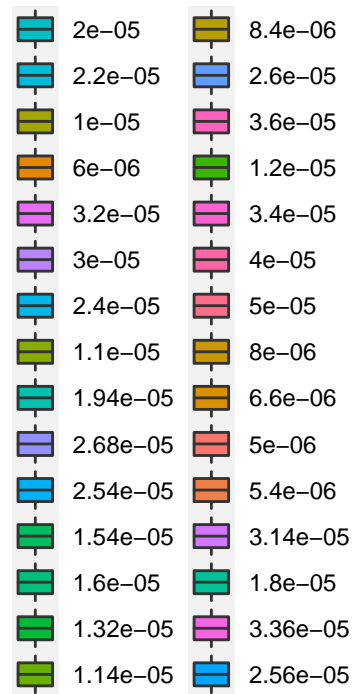 2e−05
2.2e−05
1e−05
6e−06
3.2e−05
3e−05
2.4e−05
1.1e−05
1.94e−05
2.68e−05
2.54e−05
1.54e−05
1.6e−05
1.32e−05
1.14e−05
8.4e−06
2.6e−05
3.6e−05
1.2e−05
3.4e−05
4e−05
5e−05
8e−06
6.6e−06
5e−06
5.4e−06
3.14e−05
1.8e−05
3.36e−05
2.56e−05